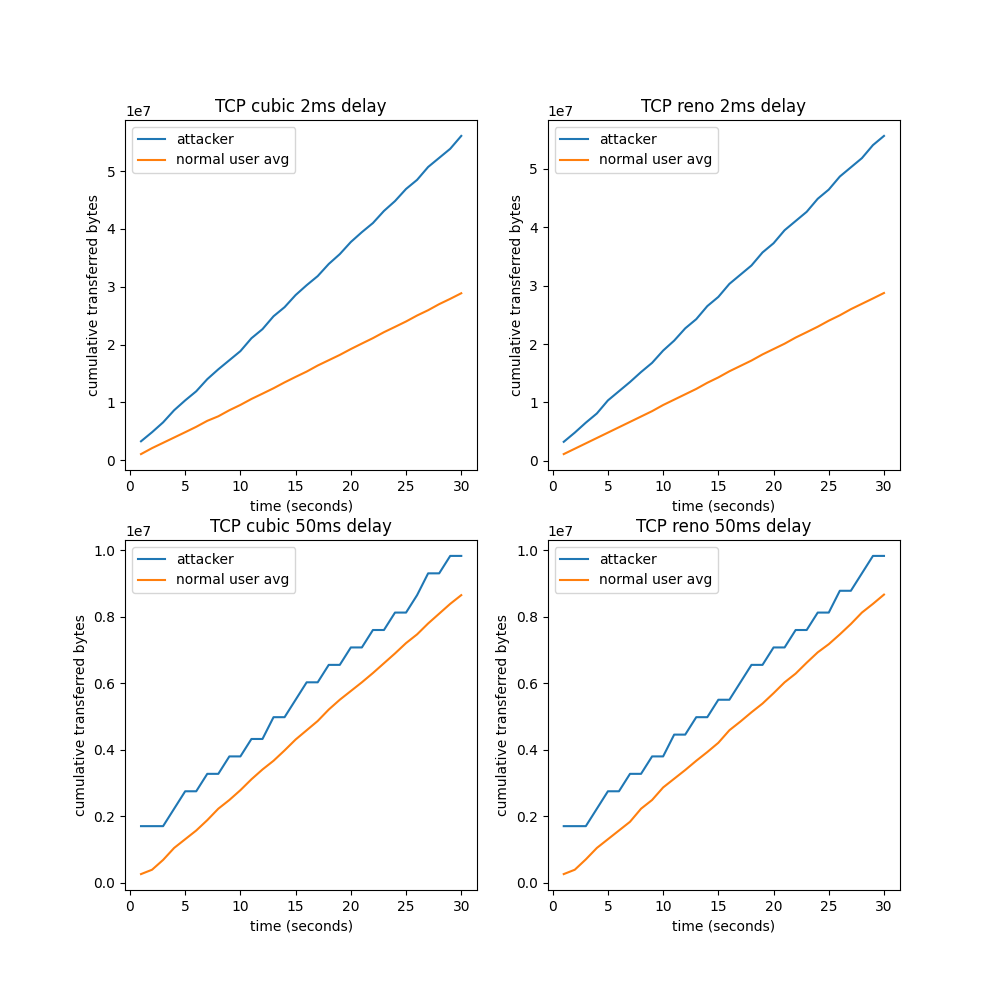 TCP cubic 2ms delay
1e7
attacker
normal user avg
cumulative transferred bytes
5
4
3
2
1
0
0 5 10 15 20 25 30
time (seconds)
TCP reno 2ms delay
1e7
attacker
normal user avg
cumulative transferred bytes
5
4
3
2
1
0
0 5 10 15 20 25 30
time (seconds)
TCP cubic 50ms delay
1e7
attacker
normal user avg
cumulative transferred bytes
1.0
0.8
0.6
0.4
0.2
0.0
0 5 10 15 20 25 30
time (seconds)
TCP reno 50ms delay
1e7
attacker
normal user avg
cumulative transferred bytes
1.0
0.8
0.6
0.4
0.2
0.0
0 5 10 15 20 25 30
time (seconds)